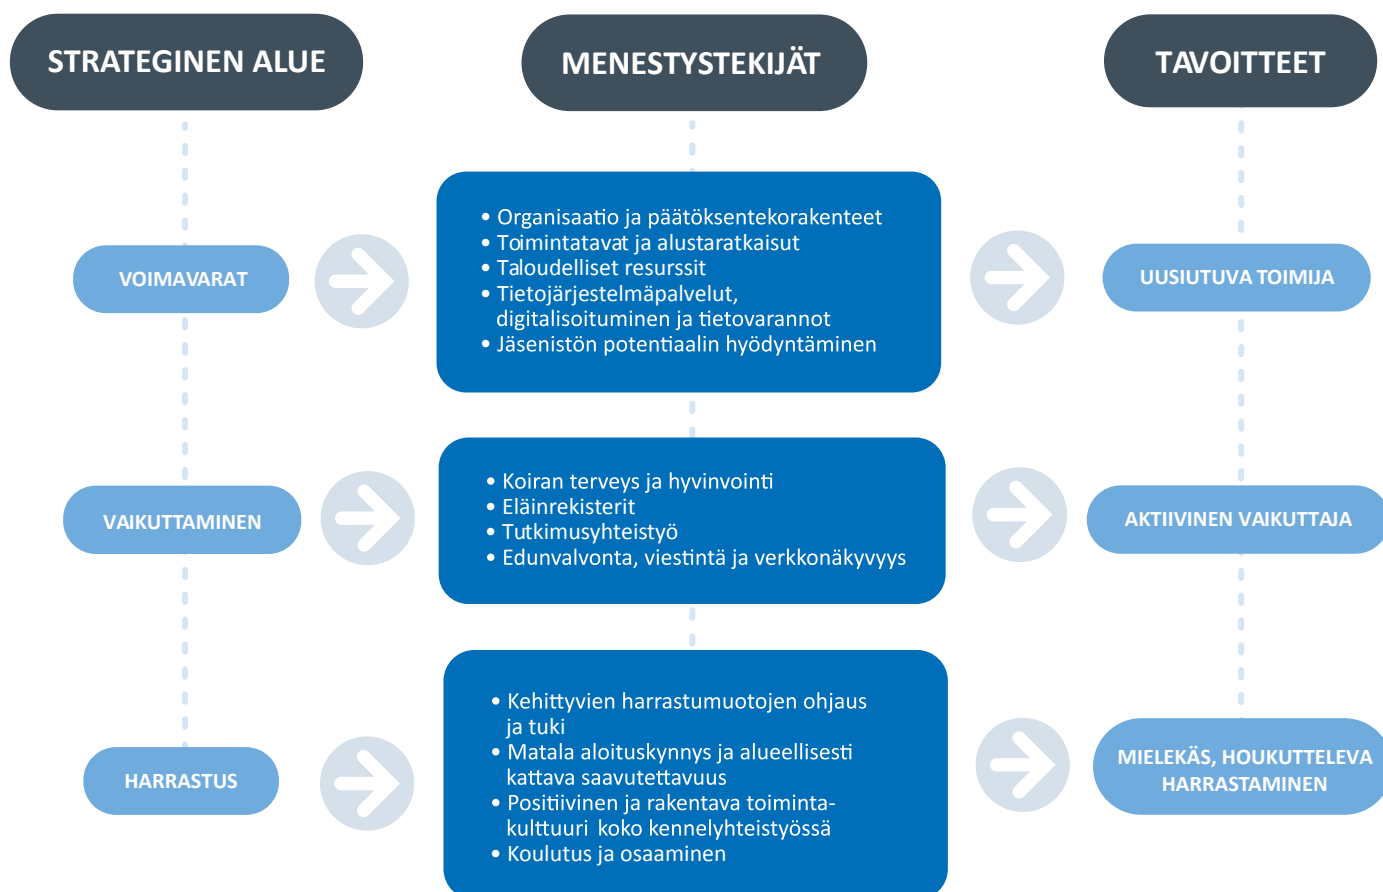 STRATEGINEN ALUE
MENESTYSTEKIJÄT
TAVOITTEET
VOIMAVARAT
• Organisaatio ja päätöksentekorakenteet
• Toimintatavat ja alustaratkaisut
• Taloudelliset resurssit
• Tietojärjestelmäpalvelut,
digitalisoituminen ja tietovarannot
• Jäsenistön potentiaalin hyödyntäminen
UUSIUTUVA TOIMIJA
VAIKUTTAMINEN
• Koiran terveys ja hyvinvointi
• Eläinrekisterit
• Tutkimusyhteistyö
• Edunvalvonta, viestintä ja verkkonäkyvyys
AKTIIVINEN VAIKUTTAJA
HARRASTUS
• Kehittyvien harrastumuotojen ohjaus
ja tuki
• Matala aloituskynnys ja alueellisesti
kattava saavutettavuus
• Positiivinen ja rakentava toiminta-
kulttuuri koko kennelyhteistyössä
• Koulutus ja osaaminen
MIELEKÄS, HOUKUTTELEVA
HARRASTAMINEN